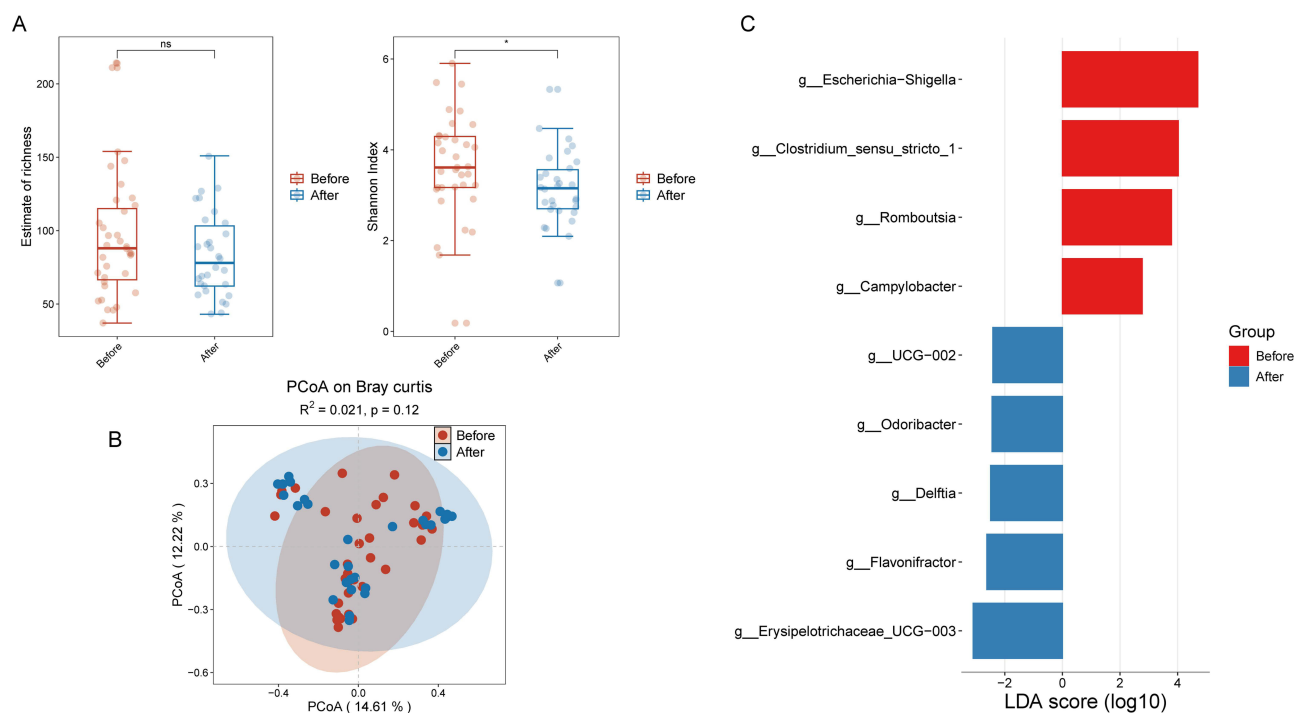 A
ns
Estimate of richness
200
150
100
50
Before
After
Before
After
*
Shannon Index
6
4
2
0
Before
After
Before
After
B
PCoA on Bray curtis
R² = 0.021, p = 0.12
Before
After
PCoA ( 12.22 % )
0.3
0.0
−0.3
−0.6
−0.4
0.0
0.4
PCoA ( 14.61 % )
C
g__Escherichia−Shigella
g__Clostridium_sensu_stricto_1
g__Romboutsia
g__Campylobacter
g__UCG−002
g__Odoribacter
g__Delftia
g__Flavonifractor
g__Erysipelotrichaceae_UCG−003
−2
0
2
4
LDA score (log10)
Group
Before
After